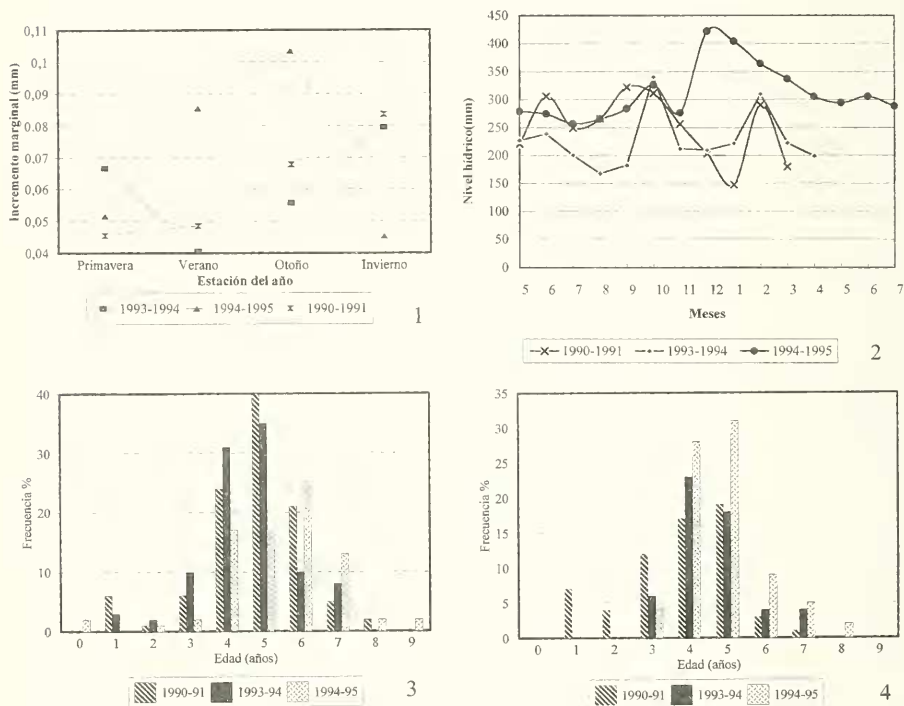 0,11
0,1
0,09
0,08
0,07
0,06
0,05
0,04
Incremento marginal (mm)
Primavera Verano Otoño Invierno
Estación del año
1993-1994 1994-1995 1990-1991
1
450
400
350
300
250
200
150
100
50
0
Nivel hídrico(mm)
5 6 7 8 9 10 11 12 1 2 3 4 5 6 7
Meses
1990-1991 1993-1994 1994-1995
2
40
30
20
10
0
Frecuencia %
0 1 2 3 4 5 6 7 8 9
Edad (años)
1990-91 1993-94 1994-95
3
35
30
25
20
15
10
5
0
Frecuencia %
0 1 2 3 4 5 6 7 8 9
Edad (años)
1990-91 1993-94 1994-95
4